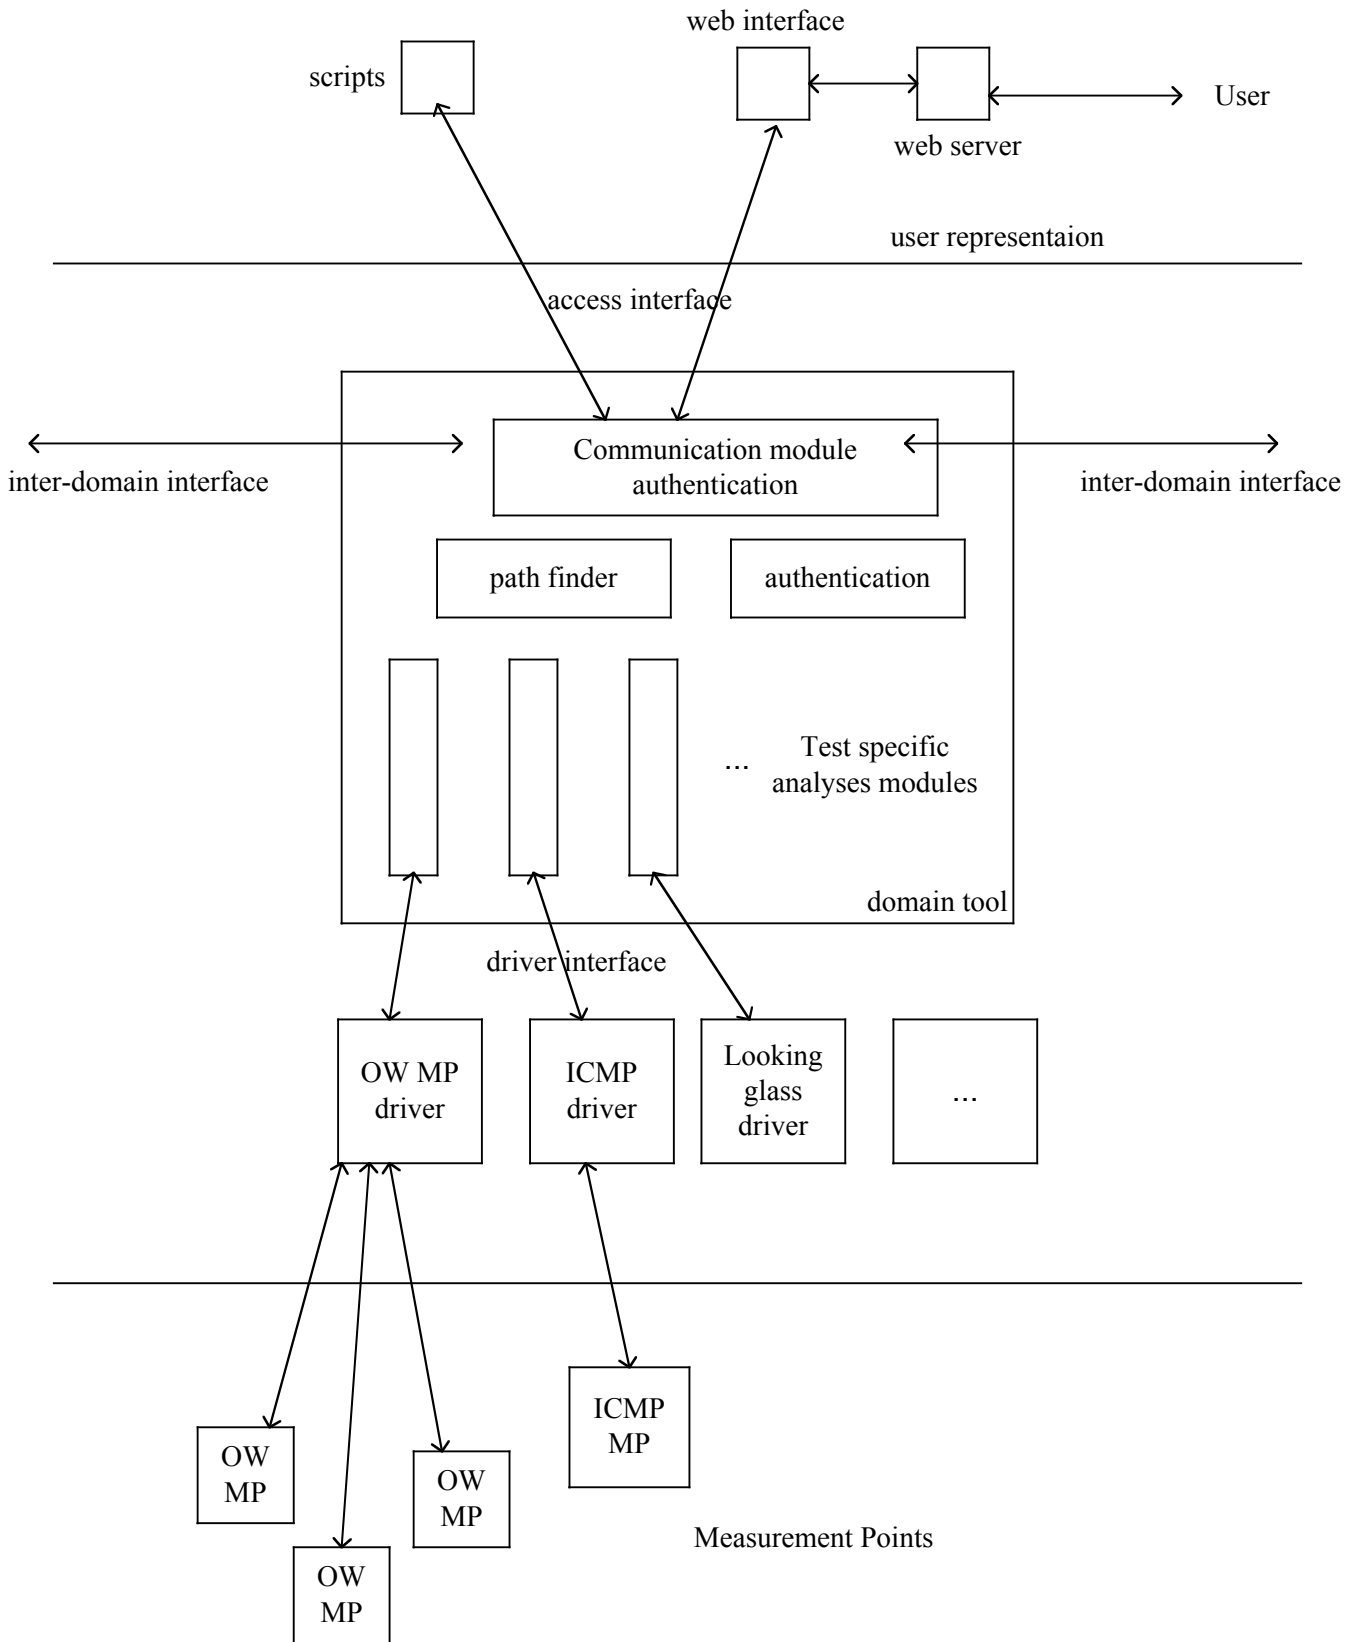 web interface
scripts
User
web server
user representaion
access interface
Communication module
authentication
inter-domain interface
inter-domain interface
path finder
authentication
...
Test specific
analyses modules
domain tool
driver interface
OW MP
driver
ICMP
driver
Looking
glass
driver
...
ICMP
MP
OW
MP
OW
MP
Measurement Points
OW
MP